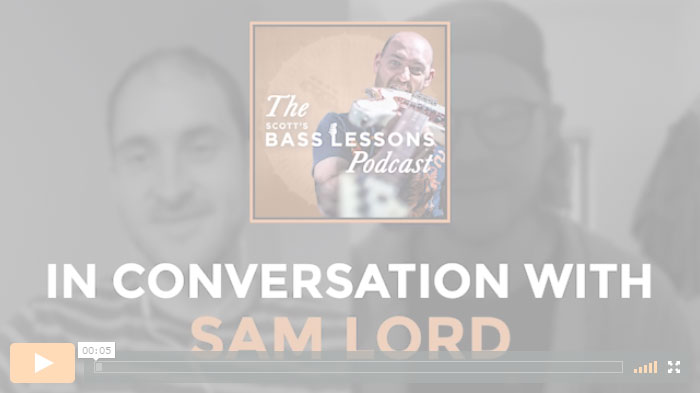 The
SCOTT'S
BASS LESSONS
Podcast
IN CONVERSATION WITH
SAM LORD
00:05